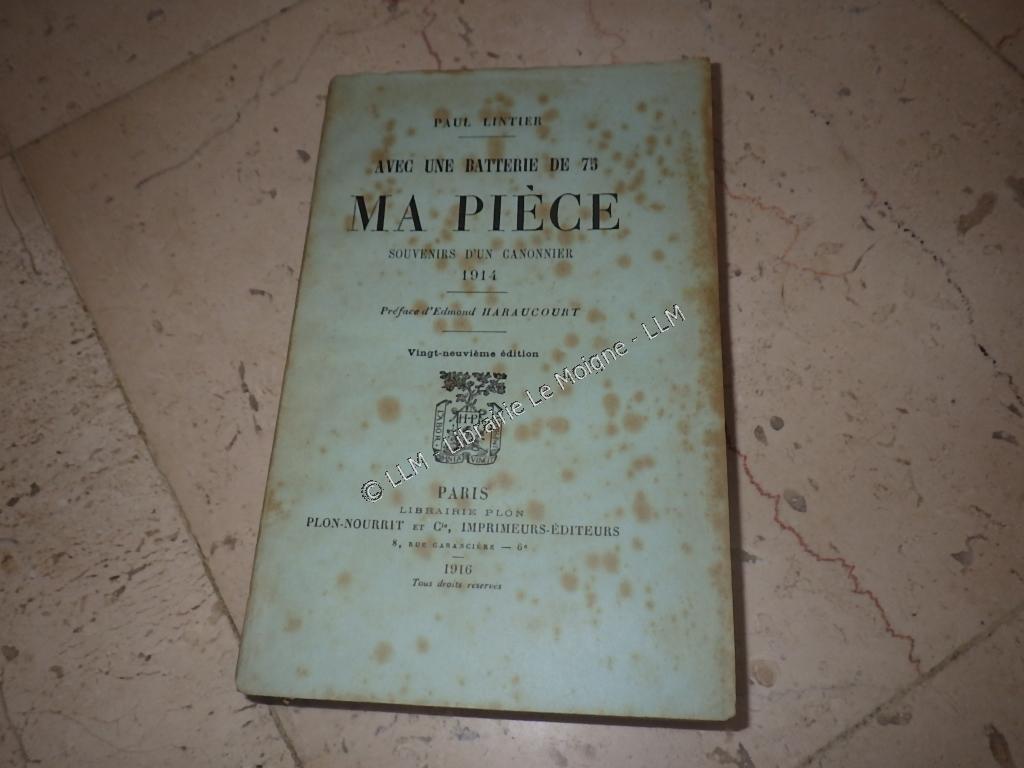 PAUL LINTIER
AVEC UNE BATTERIE DE 75
MA PIÈCE
SOUVENIRS D'UN CANONNIER
1914
Préface d'Edmond HARAUCOURT
Vingt-neuvième édition
© LLM - Librairie Le Moigne - LLM
PARIS
LIBRAIRIE PLON
PLON-NOURRIT ET Cie, IMPRIMEURS-ÉDITEURS
8, RUE GARANCIÈRE — 6e
1916
Tous droits réservés